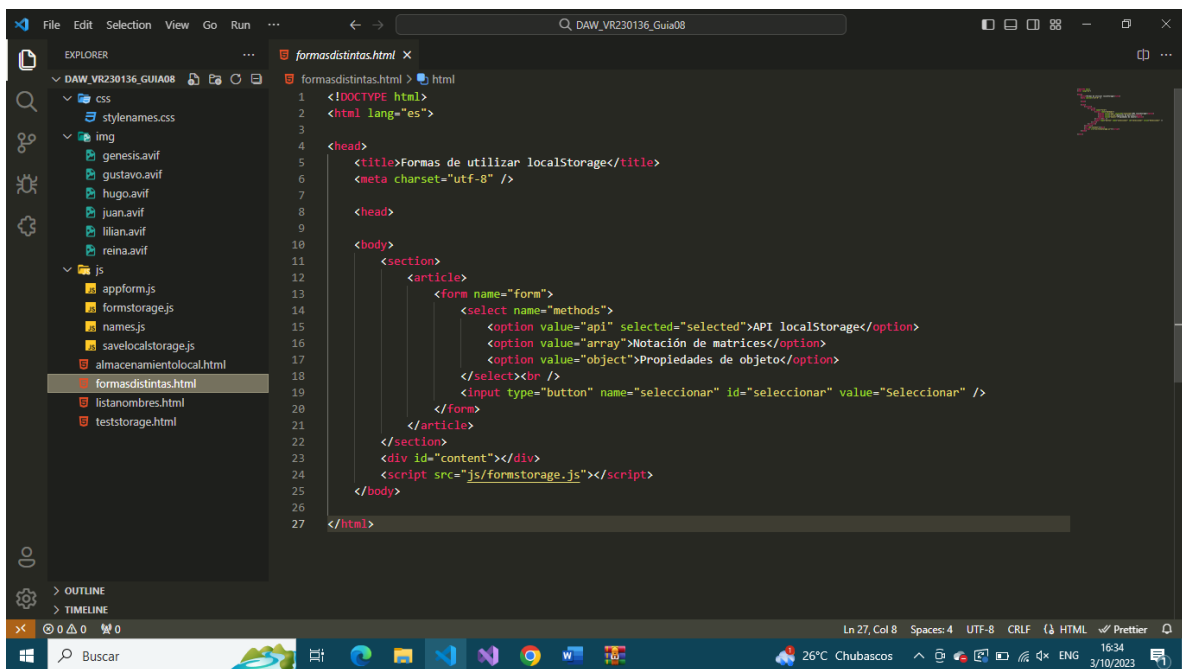 File Edit Selection View Go Run ··· DAW_VR230136_Guia08
EXPLORER ···
DAW_VR230136_GUIA08
css
stylenames.css
img
genesis.avif
gustavo.avif
hugo.avif
juan.avif
lilian.avif
reina.avif
js
appform.js
formstorage.js
names.js
savelocalstorage.js
almacenamientolocal.html
formasdistintas.html
listanombres.html
teststorage.html
OUTLINE
TIMELINE
formasdistintas.html
formasdistintas.html > html
1 <!DOCTYPE html>
2 <html lang="es">
3
4 <head>
5 <title>Formas de utilizar localStorage</title>
6 <meta charset="utf-8" />
7
8 <head>
9
10 <body>
11 <section>
12 <article>
13 <form name="form">
14 <select name="methods">
15 <option value="api" selected="selected">API localStorage</option>
16 <option value="array">Notación de matrices</option>
17 <option value="object">Propiedades de objeto</option>
18 </select><br />
19 <input type="button" name="seleccionar" id="seleccionar" value="Seleccionar" />
20 </form>
21 </article>
22 </section>
23 <div id="content"></div>
24 <script src="js/formstorage.js"></script>
25 </body>
26
27 </html>
0 0 0 Ln 27, Col 8 Spaces: 4 UTF-8 CRLF HTML Prettier
Buscar 26°C Chubascos ENG 16:34
3/10/2023